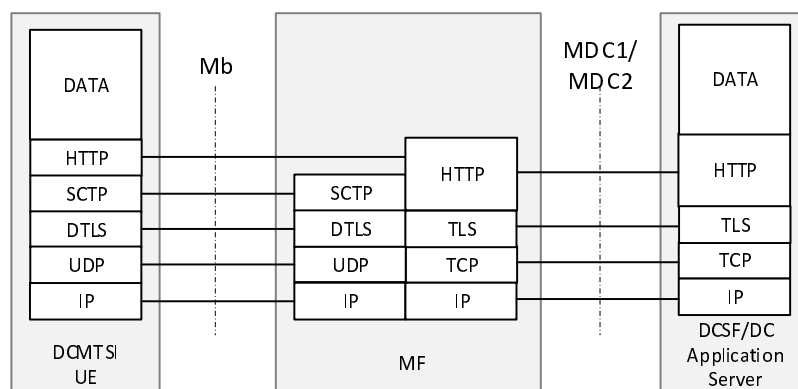 DATA
HTTP
SCTP
DTLS
UDP
IP
DCMTSI
UE
Mb
SCTP
DTLS
UDP
IP
HTTP
TLS
TCP
IP
MF
MDC1/
MDC2
DATA
HTTP
TLS
TCP
IP
DCSF/DC
Application
Server